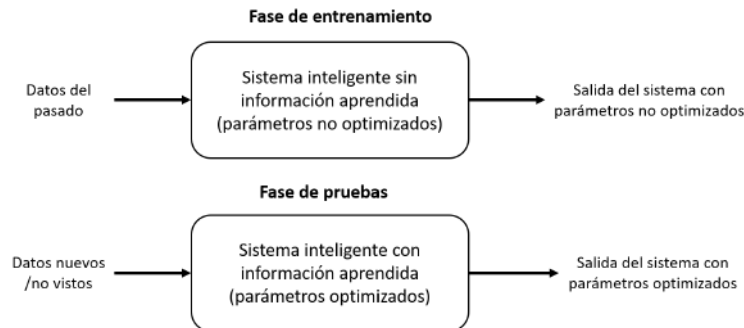 Fase de entrenamiento
Datos del
pasado
Sistema inteligente sin
información aprendida
(parámetros no optimizados)
Salida del sistema con
parámetros no optimizados
Fase de pruebas
Datos nuevos
/no vistos
Sistema inteligente con
información aprendida
(parámetros optimizados)
Salida del sistema con
parámetros optimizados